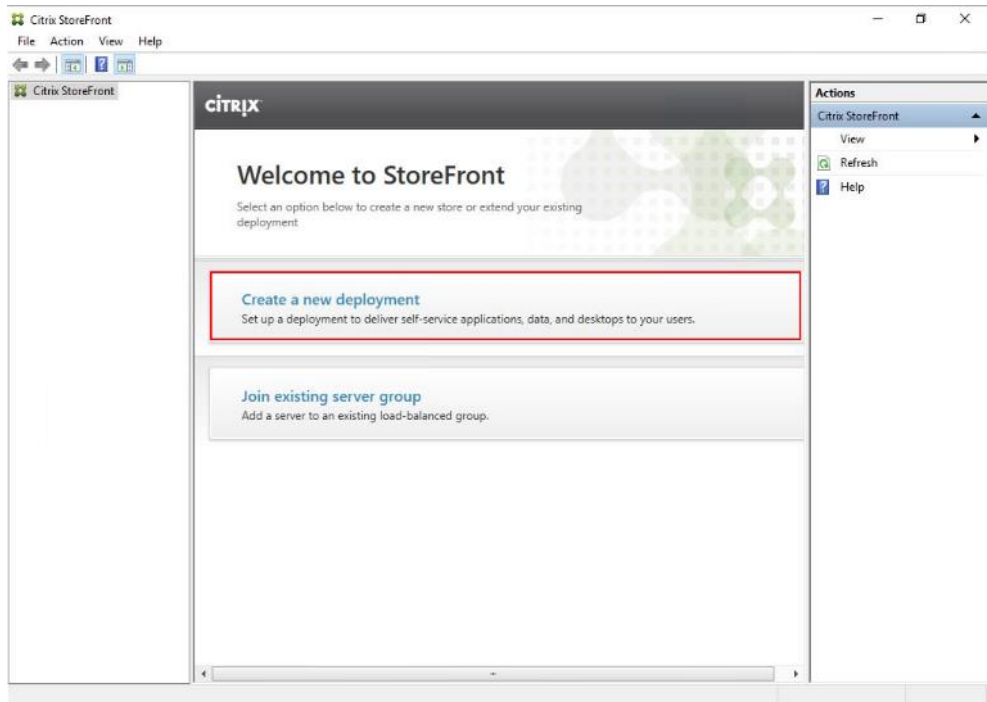 Citrix StoreFront
File Action View Help
Citrix StoreFront
CİTRIX
Welcome to StoreFront
Select an option below to create a new store or extend your existing
deployment
Create a new deployment
Set up a deployment to deliver self-service applications, data, and desktops to your users.
Join existing server group
Add a server to an existing load-balanced group.
Actions
Citrix StoreFront
View
Refresh
Help